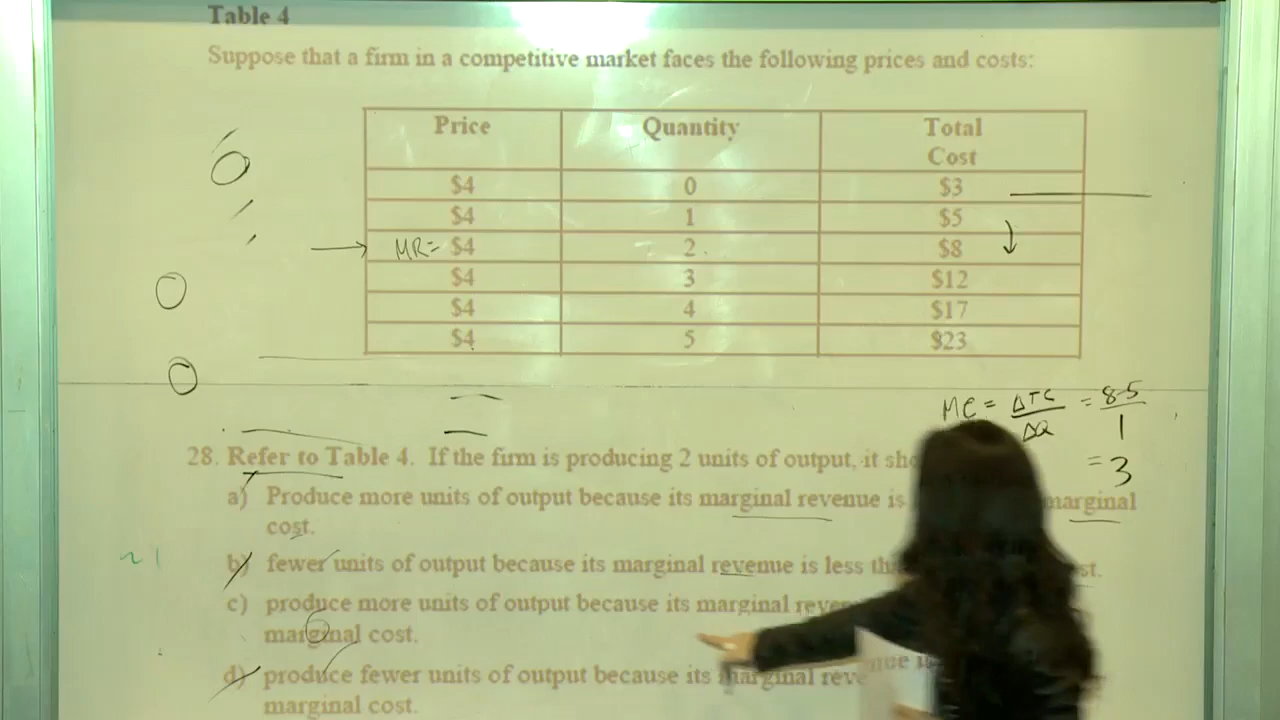 Table 4
Suppose that a firm in a competitive market faces the following prices and costs:
Price Quantity Total Cost
$4 0 $3
$4 1 $5
MR= $4 2 $8
$4 3 $12
$4 4 $17
$4 5 $23
MC = ΔTC/ΔQ = 8-5/1
= 3
28. Refer to Table 4. If the firm is producing 2 units of output, it
a) Produce more units of output because its marginal revenue is marginal
cost.
b) fewer units of output because its marginal revenue is less
c) produce more units of output because its marginal
marginal cost.
d) produce fewer units of output because its marginal
marginal cost.